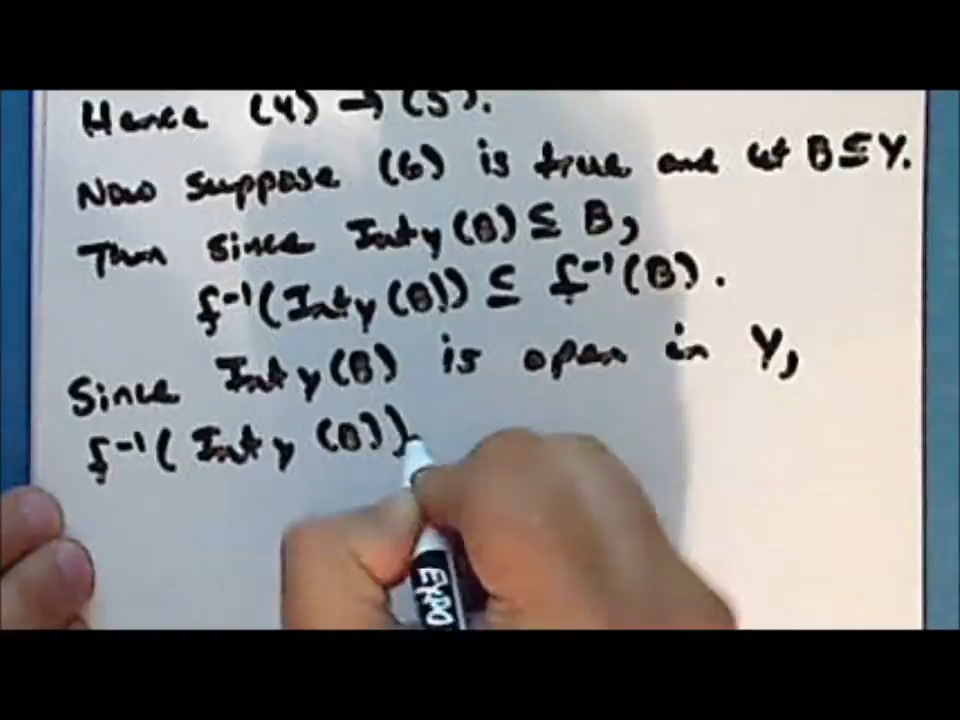 Hence (4) → (5).
Now suppose (6) is true and let B ⊆ Y.
Then since Int_Y(B) ⊆ B,
f⁻¹(Int_Y(B)) ⊆ f⁻¹(B).
Since Int_Y(B) is open in Y,
f⁻¹(Int_Y(B))
EXPO